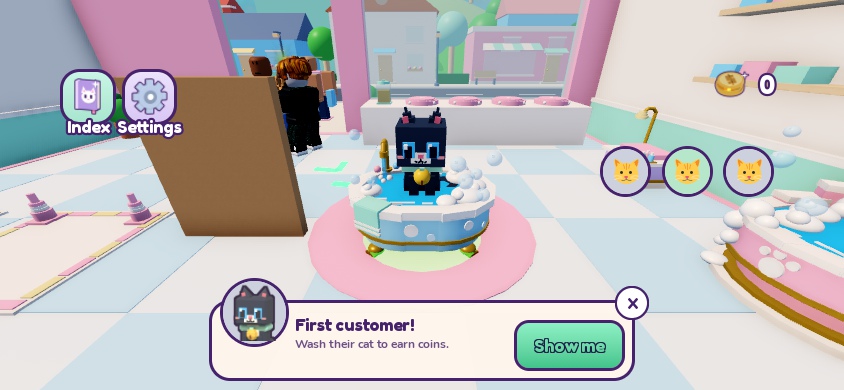 Index Settings
0
First customer!
Wash their cat to earn coins.
Show me